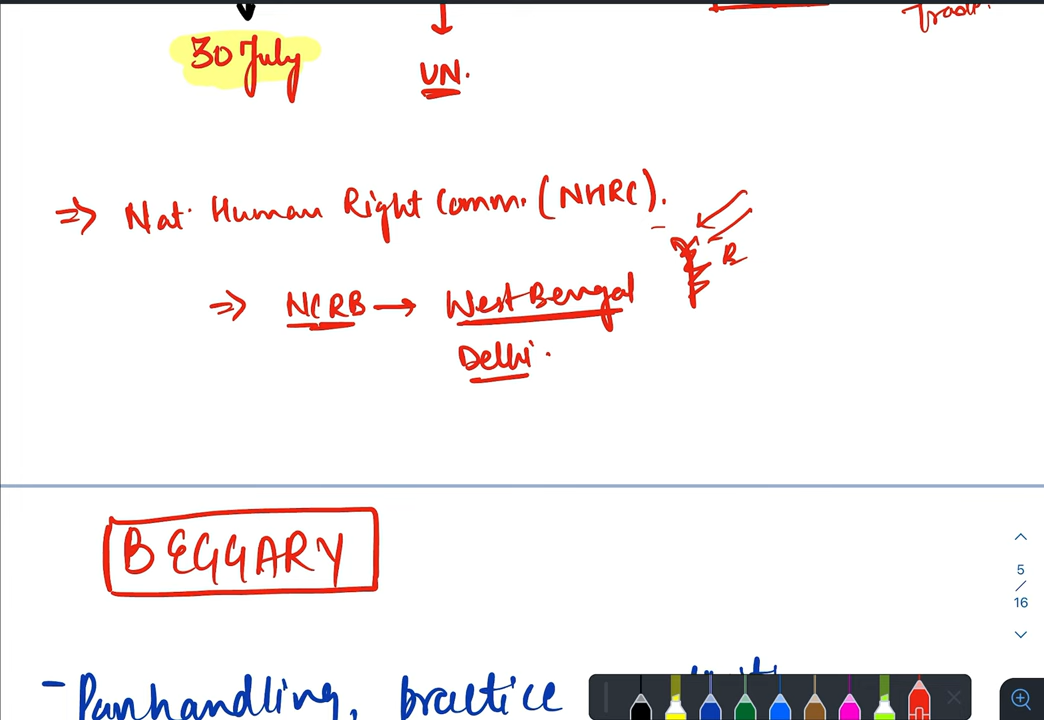 30 July
UN.
⇒ Nat. Human Right Comm. (NHRC).
⇒ NCRB → West Bengal
Delhi.
BEGGARY
- Panhandling, practice
5
/
16